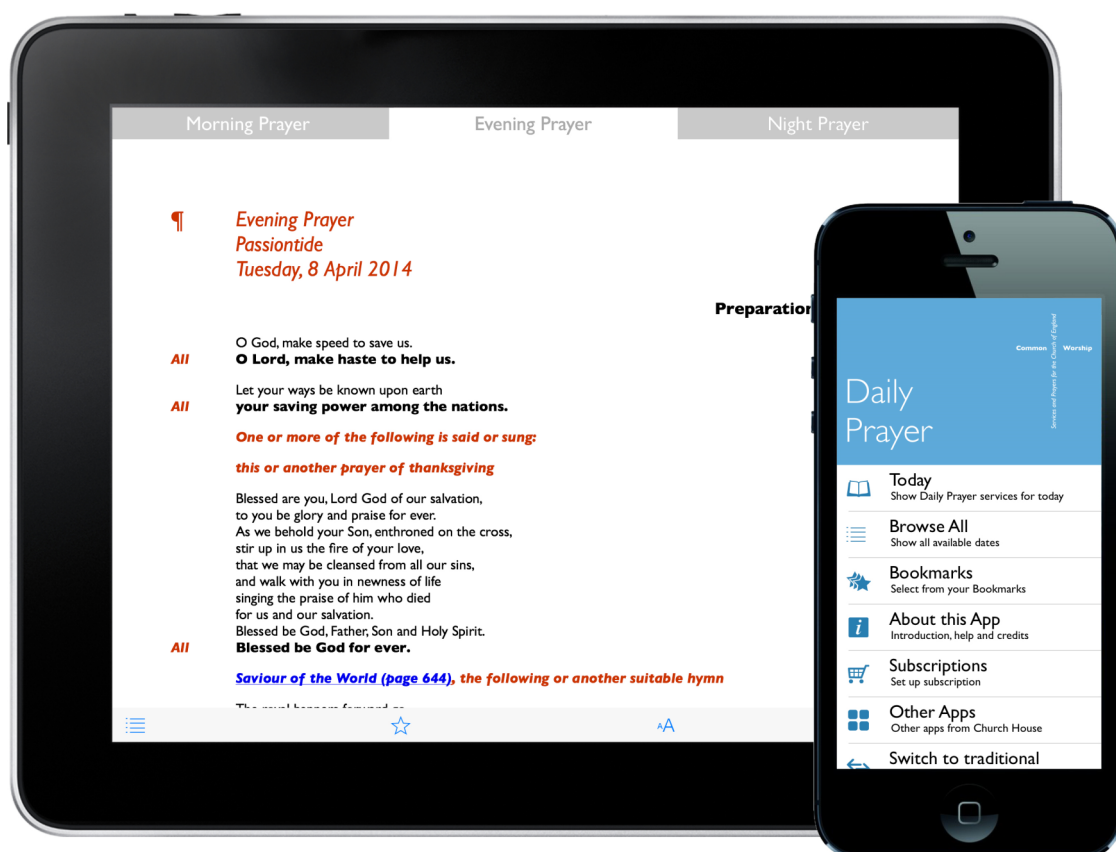 Morning Prayer
Evening Prayer
Night Prayer
¶ Evening Prayer
Passiontide
Tuesday, 8 April 2014
Preparation
O God, make speed to save us.
All O Lord, make haste to help us.
Let your ways be known upon earth
All your saving power among the nations.
One or more of the following is said or sung:
this or another prayer of thanksgiving
Blessed are you, Lord God of our salvation,
to you be glory and praise for ever.
As we behold your Son, enthroned on the cross,
stir up in us the fire of your love,
that we may be cleansed from all our sins,
and walk with you in newness of life
singing the praise of him who died
for us and our salvation.
Blessed be God, Father, Son and Holy Spirit.
All Blessed be God for ever.
Saviour of the World (page 644), the following or another suitable hymn
AA
Common Worship
Services and Prayers for the Church of England
Daily
Prayer
Today
Show Daily Prayer services for today
Browse All
Show all available dates
Bookmarks
Select from your Bookmarks
i
About this App
Introduction, help and credits
Subscriptions
Set up subscription
Other Apps
Other apps from Church House
Switch to traditional